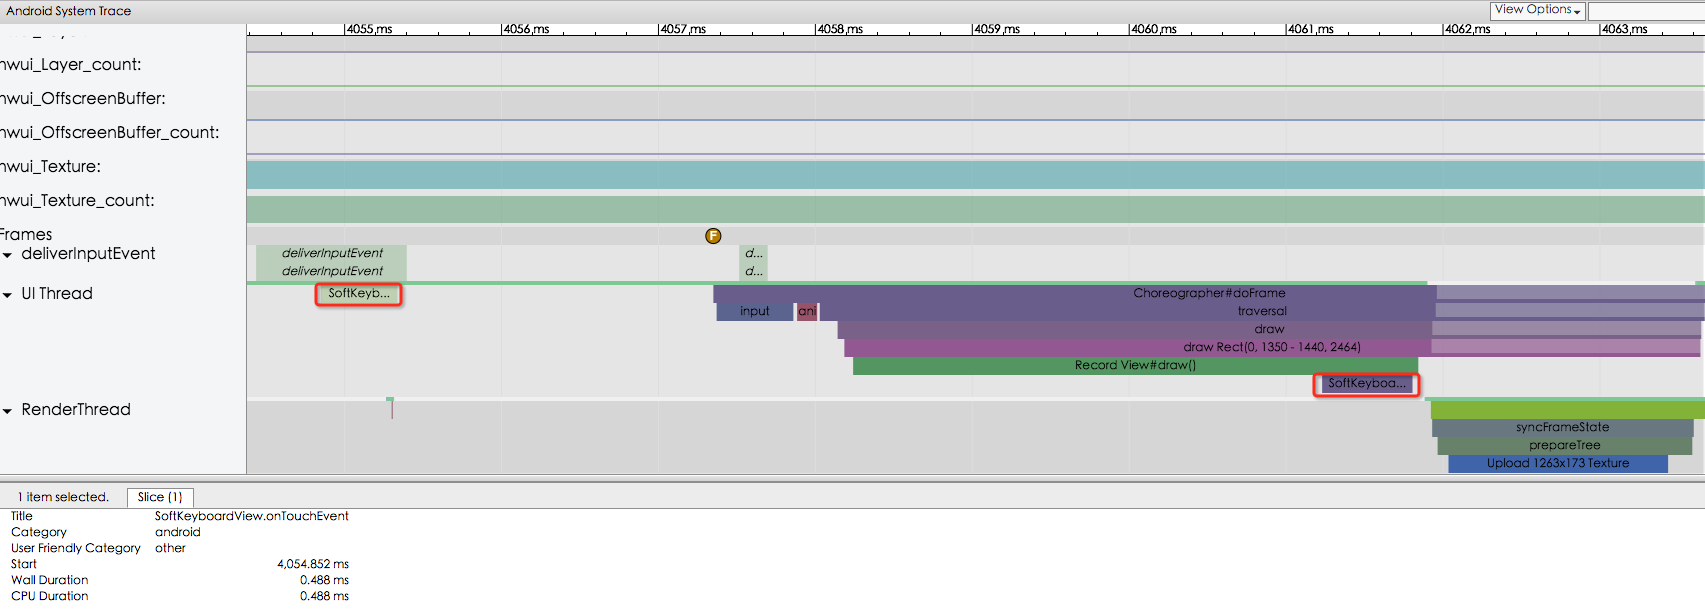 Android System Trace
View Options
4055,ms 4056,ms 4057,ms 4058,ms 4059,ms 4060,ms 4061,ms 4062,ms 4063,ms
hwui_Layer_count:
hwui_OffscreenBuffer:
hwui_OffscreenBuffer_count:
hwui_Texture:
hwui_Texture_count:
Frames
F
deliverInputEvent
deliverInputEvent d...
deliverInputEvent d...
UI Thread
SoftKeyb... Choreographer#doFrame
input ani traversal
draw
draw Rect(0, 1350 - 1440, 2464)
Record View#draw()
SoftKeyboa...
RenderThread
syncFrameState
prepareTree
Upload 1263x173 Texture
1 item selected. Slice (1)
Title SoftKeyboardView.onTouchEvent
Category android
User Friendly Category other
Start 4,054.852 ms
Wall Duration 0.488 ms
CPU Duration 0.488 ms